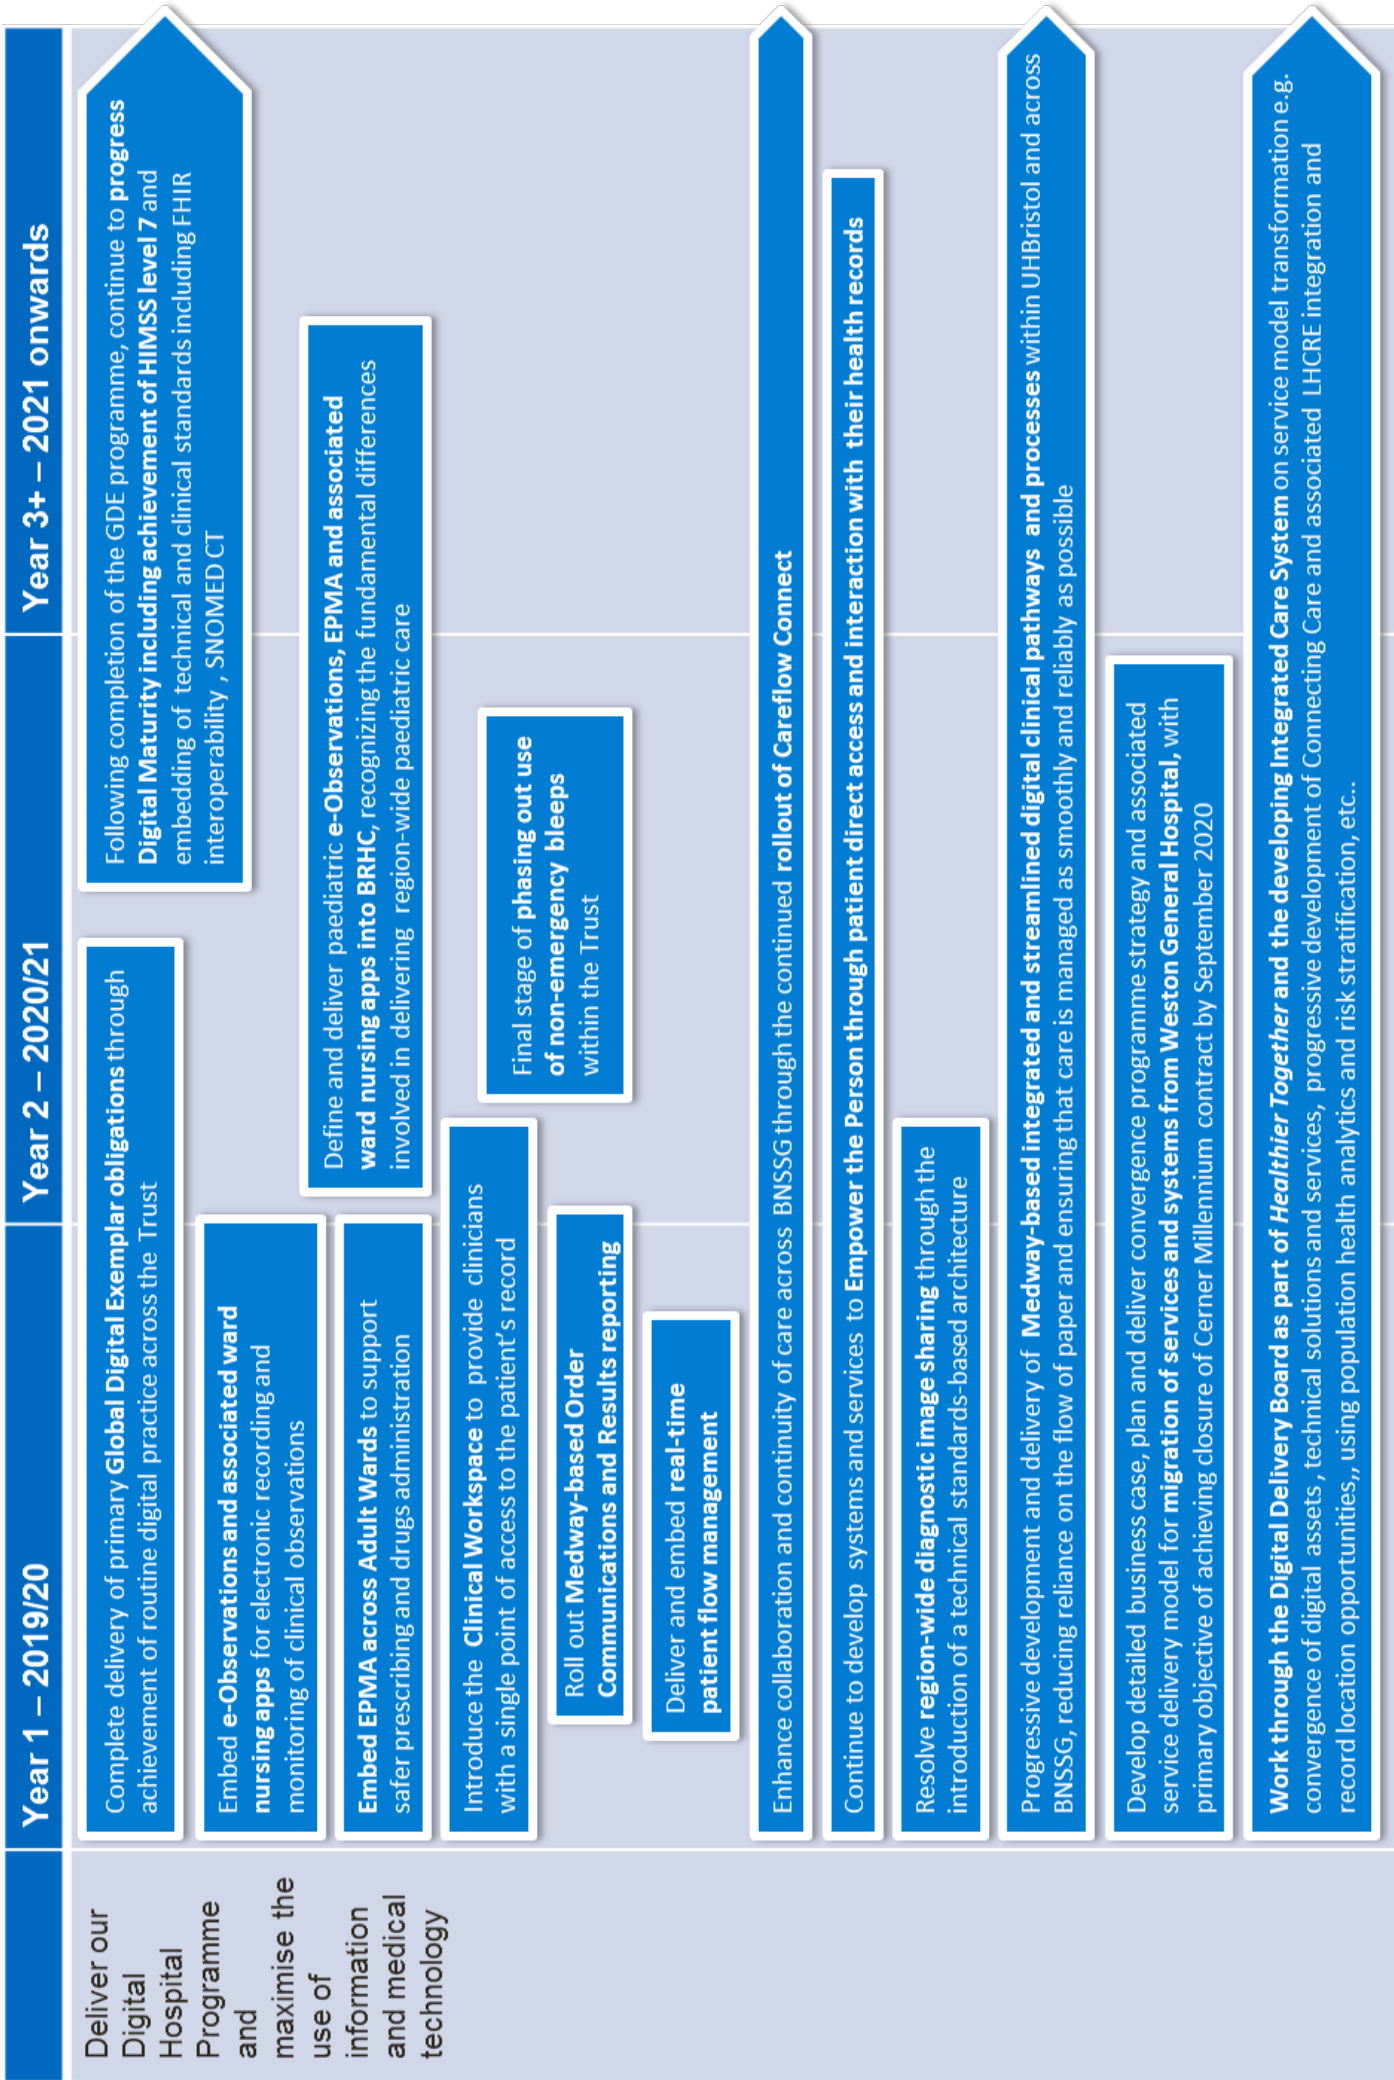 Year 1 – 2019/20
Year 2 – 2020/21
Year 3+ – 2021 onwards
Deliver our
Digital
Hospital
Programme
and
maximise the
use of
information
and medical
technology
Complete delivery of primary Global Digital Exemplar obligations through
achievement of routine digital practice across the Trust
Following completion of the GDE programme, continue to progress
Digital Maturity including achievement of HIMSS level 7 and
embedding of technical and clinical standards including FHIR
interoperability , SNOMED CT
Embed e-Observations and associated ward
nursing apps for electronic recording and
monitoring of clinical observations
Define and deliver paediatric e-Observations, EPMA and associated
ward nursing apps into BRHC, recognizing the fundamental differences
involved in delivering region-wide paediatric care
Embed EPMA across Adult Wards to support
safer prescribing and drugs administration
Introduce the Clinical Workspace to provide clinicians
with a single point of access to the patient's record
Final stage of phasing out use
of non-emergency bleeps
within the Trust
Roll out Medway-based Order
Communications and Results reporting
Deliver and embed real-time
patient flow management
Enhance collaboration and continuity of care across BNSSG through the continued rollout of Careflow Connect
Continue to develop systems and services to Empower the Person through patient direct access and interaction with their health records
Resolve region-wide diagnostic image sharing through the
introduction of a technical standards-based architecture
Progressive development and delivery of Medway-based integrated and streamlined digital clinical pathways and processes within UHBristol and across
BNSSG, reducing reliance on the flow of paper and ensuring that care is managed as smoothly and reliably as possible
Develop detailed business case, plan and deliver convergence programme strategy and associated
service delivery model for migration of services and systems from Weston General Hospital, with
primary objective of achieving closure of Cerner Millennium contract by September 2020
Work through the Digital Delivery Board as part of Healthier Together and the developing Integrated Care System on service model transformation e.g.
convergence of digital assets , technical solutions and services, progressive development of Connecting Care and associated LHCRE integration and
record location opportunities,, using population health analytics and risk stratification, etc..